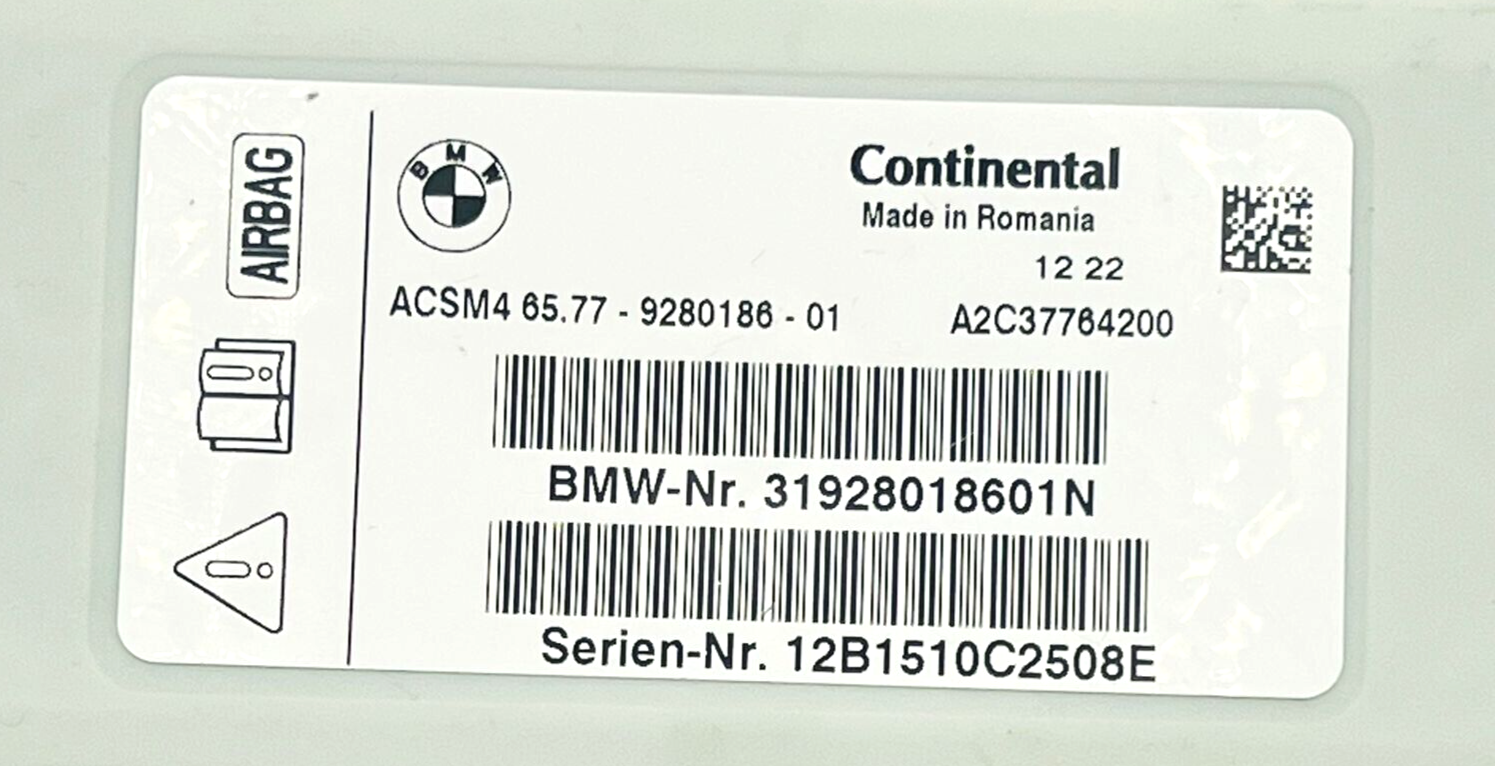 AIRBAG
BMW
Continental
Made in Romania
12 22
ACSM4 65.77 - 9280186 - 01 A2C37764200
BMW-Nr. 31928018601N
Serien-Nr. 12B1510C2508E